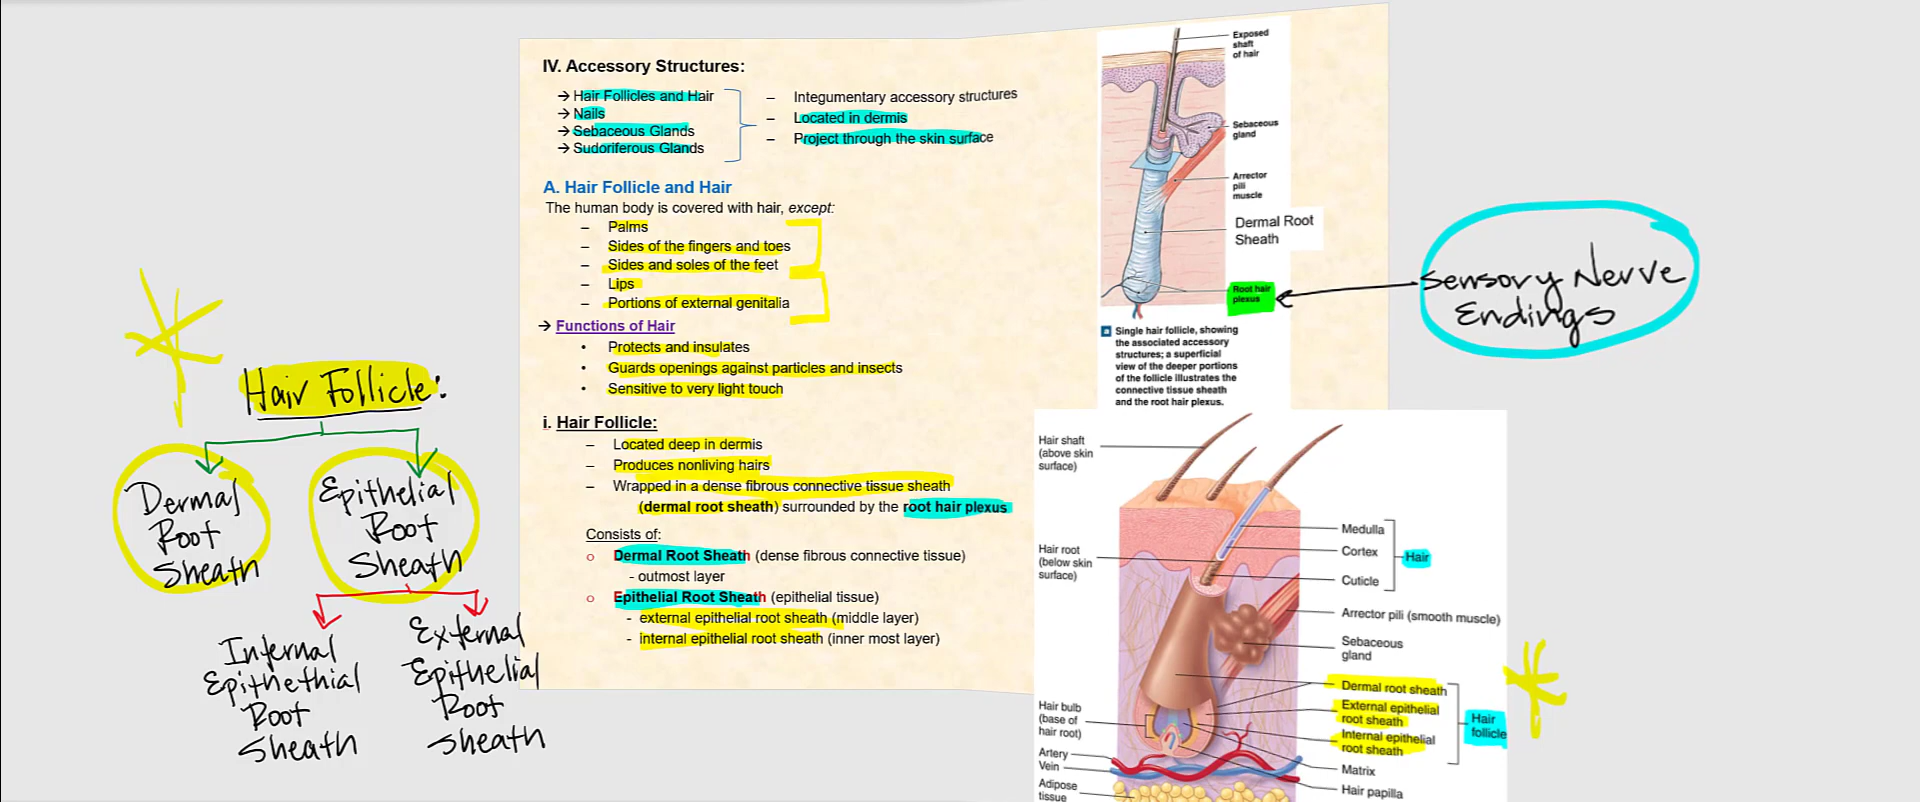 IV. Accessory Structures:
→ Hair Follicles and Hair
→ Nails
→ Sebaceous Glands
→ Sudoriferous Glands
– Integumentary accessory structures
– Located in dermis
– Project through the skin surface
A. Hair Follicle and Hair
The human body is covered with hair, except:
– Palms
– Sides of the fingers and toes
– Sides and soles of the feet
– Lips
– Portions of external genitalia
→ Functions of Hair
• Protects and insulates
• Guards openings against particles and insects
• Sensitive to very light touch
i. Hair Follicle:
– Located deep in dermis
– Produces nonliving hairs
– Wrapped in a dense fibrous connective tissue sheath
(dermal root sheath) surrounded by the root hair plexus
Consists of:
o Dermal Root Sheath (dense fibrous connective tissue)
- outmost layer
o Epithelial Root Sheath (epithelial tissue)
- external epithelial root sheath (middle layer)
- internal epithelial root sheath (inner most layer)
Hair Follicle:
Dermal
Root
Sheath
Epithelial
Root
Sheath
Internal
Epithethial
Root
Sheath
External
Epithelial
Root
Sheath
Exposed
shaft
of hair
Sebaceous
gland
Arrector
pili
muscle
Dermal Root
Sheath
Root hair
plexus
Sensory Nerve
Endings
a Single hair follicle, showing
the associated accessory
structures; a superficial
view of the deeper portions
of the follicle illustrates the
connective tissue sheath
and the root hair plexus.
Hair shaft
(above skin
surface)
Hair root
(below skin
surface)
Hair bulb
(base of
hair root)
Artery
Vein
Adipose
tissue
Medulla
Cortex
Cuticle
Hair
Arrector pili (smooth muscle)
Sebaceous
gland
Dermal root sheath
External epithelial
root sheath
Internal epithelial
root sheath
Hair
follicle
Matrix
Hair papilla